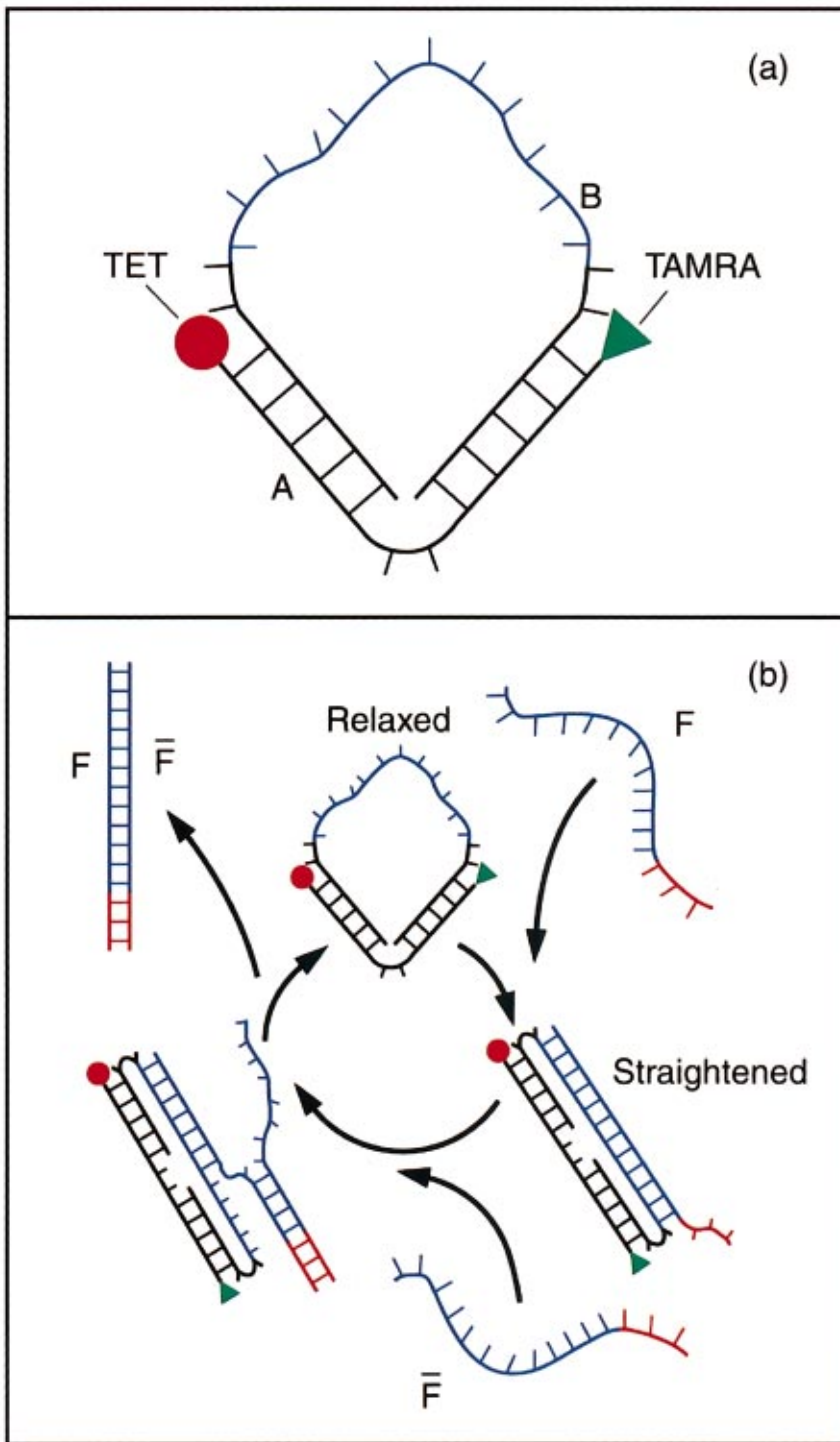 (a)
B
TET
TAMRA
A
(b)
Relaxed
F
F F̄
Straightened
F̄